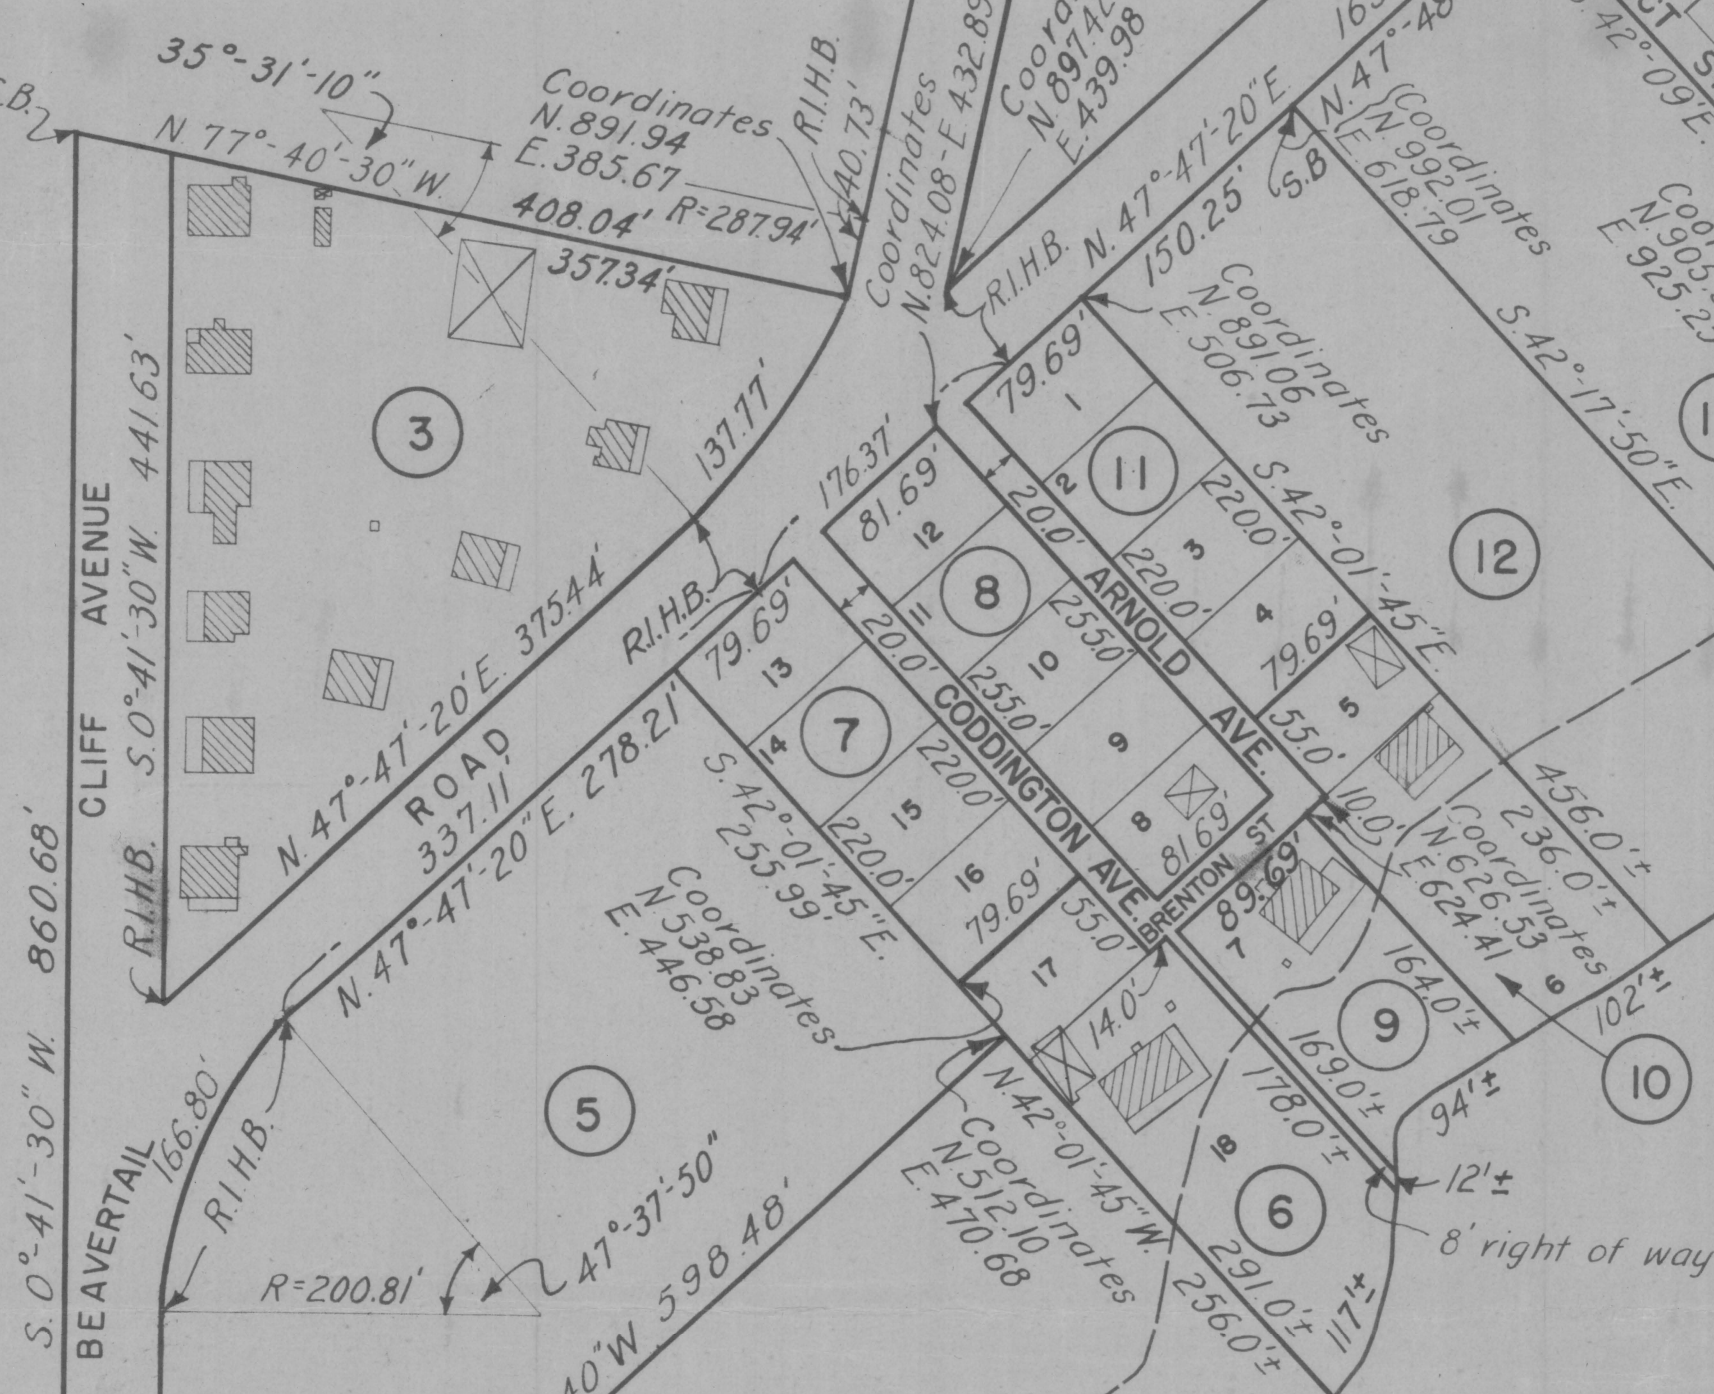 35°-31'-10"
N. 77°-40'-30" W.
Coordinates
N. 891.94
E. 385.67
R=287.94'
408.04'
357.34'
R.I.H.B.
40.73'
Coordinates
N. 824.08-E. 432.89
N. 897.42
E. 439.98
N. 47°-47'-20" E.
150.25'
S.B
Coordinates
N. 992.01
E. 618.79
S. 42°-17'-50" E.
42°-09' E.
R.I.H.B.
79.69'
Coordinates
N. 891.06
E. 506.73
S. 42°-01'-45" E.
456.0'±
236.0'±
3
137.77'
375.44'
N. 47°-47'-20' E.
176.37'
81.69'
12
11
8
10
9
8
81.69'
255.0'
255.0'
20.0'
ARNOLD
AVE.
1
2
11
3
4
220.0'
220.0'
79.69'
5
55.0'
10.0'
12
Coordinates
N. 626.53
E. 624.41
6
102'±
10
CLIFF AVENUE
S. 0°-41'-30" W. 441.63'
R.I.H.B.
S. 0°-41'-30" W. 860.68'
ROAD
337.11'
N. 47°-47'-20" E. 278.21'
R.I.H.B.
79.69'
13
14
7
15
16
220.0'
220.0'
79.69'
20.0'
CODDINGTON AVE.
BRENTON ST
89.69'
7
9
164.0'±
169.0'±
94'±
12'±
8' right of way
S. 42°-01'-45" E.
255.99'
Coordinates
N. 538.83
E. 446.58
55.0'
17
14.0'
178.0'±
18
6
117'±
291.0'±
256.0'±
N. 42°-01'-45" W.
Coordinates
N. 512.10
E. 470.68
5
BEAVERTAIL
166.80'
R.I.H.B.
R=200.81'
47°-37'-50"
40" W 598.48'